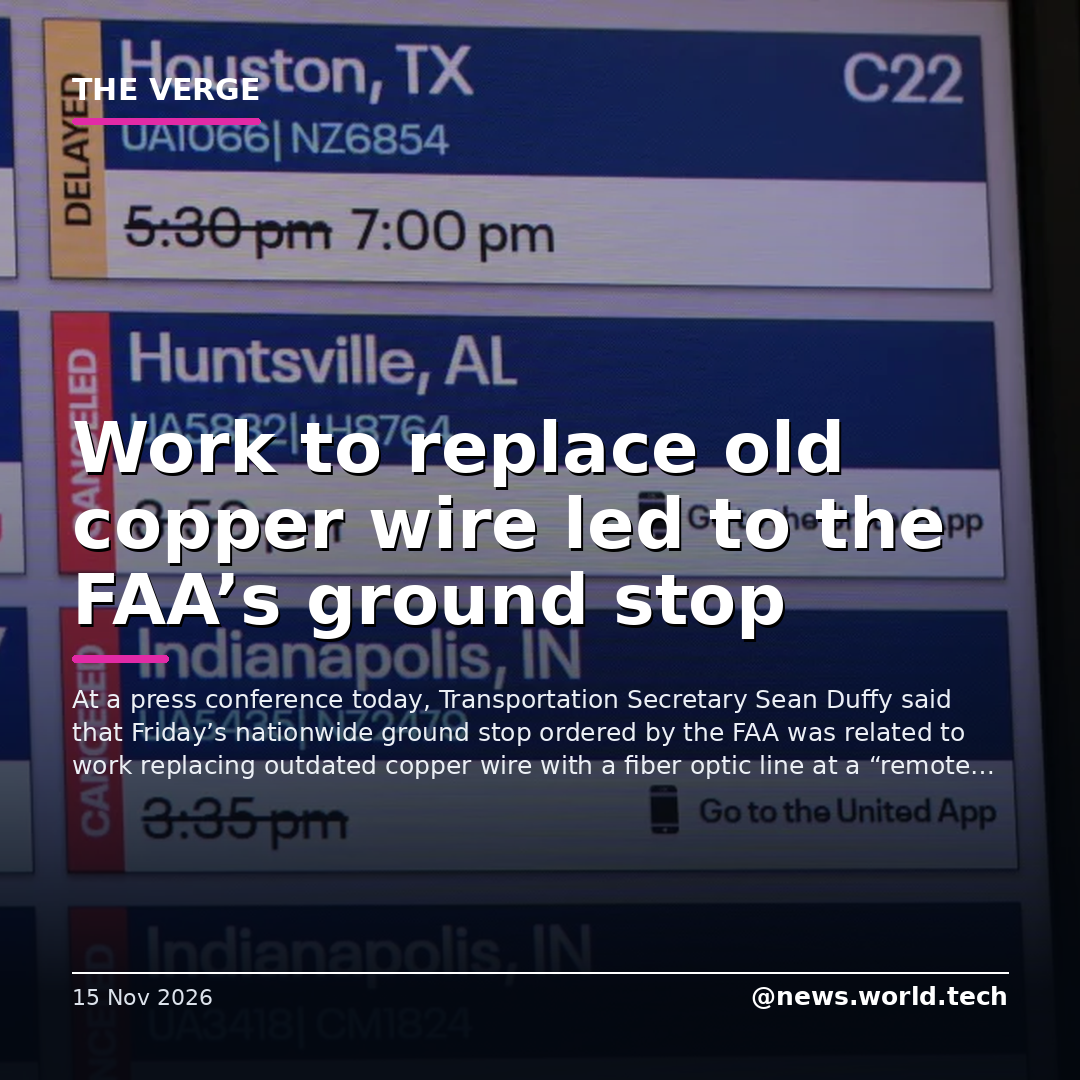 Houston, TX
C22
THE VERGE
DELAYED
UA1066| NZ6854
5:30 pm 7:00 pm
Huntsville, AL
CANCELED
Work to replace old
copper wire led to the
FAA’s ground stop
Indianapolis, IN
CANCELED
At a press conference today, Transportation Secretary Sean Duffy said
that Friday’s nationwide ground stop ordered by the FAA was related to
work replacing outdated copper wire with a fiber optic line at a “remote…
3:35 pm
Go to the United App
Indianapolis, IN
15 Nov 2026
@news.world.tech
UA3418| CM1824